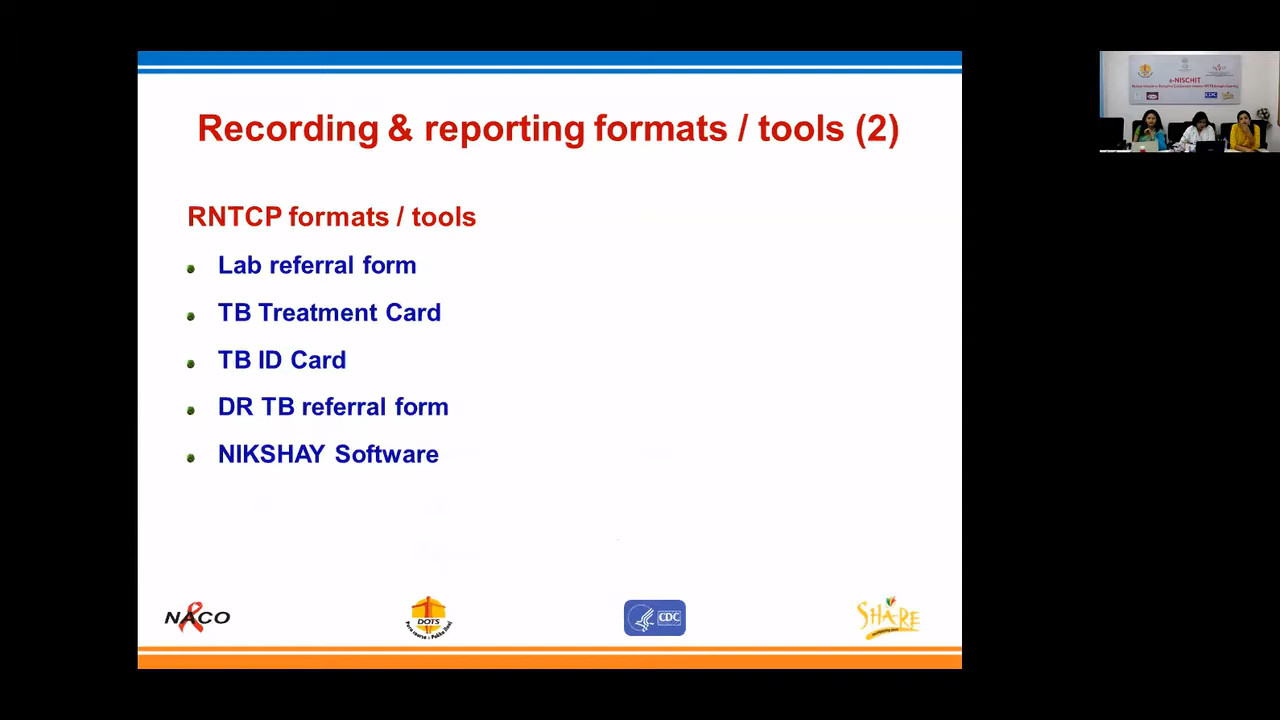 Recording & reporting formats / tools (2)
RNTCP formats / tools
Lab referral form
TB Treatment Card
TB ID Card
DR TB referral form
NIKSHAY Software
NACO
DOTS
CDC
SHARE
e-NISCHIT
CDC